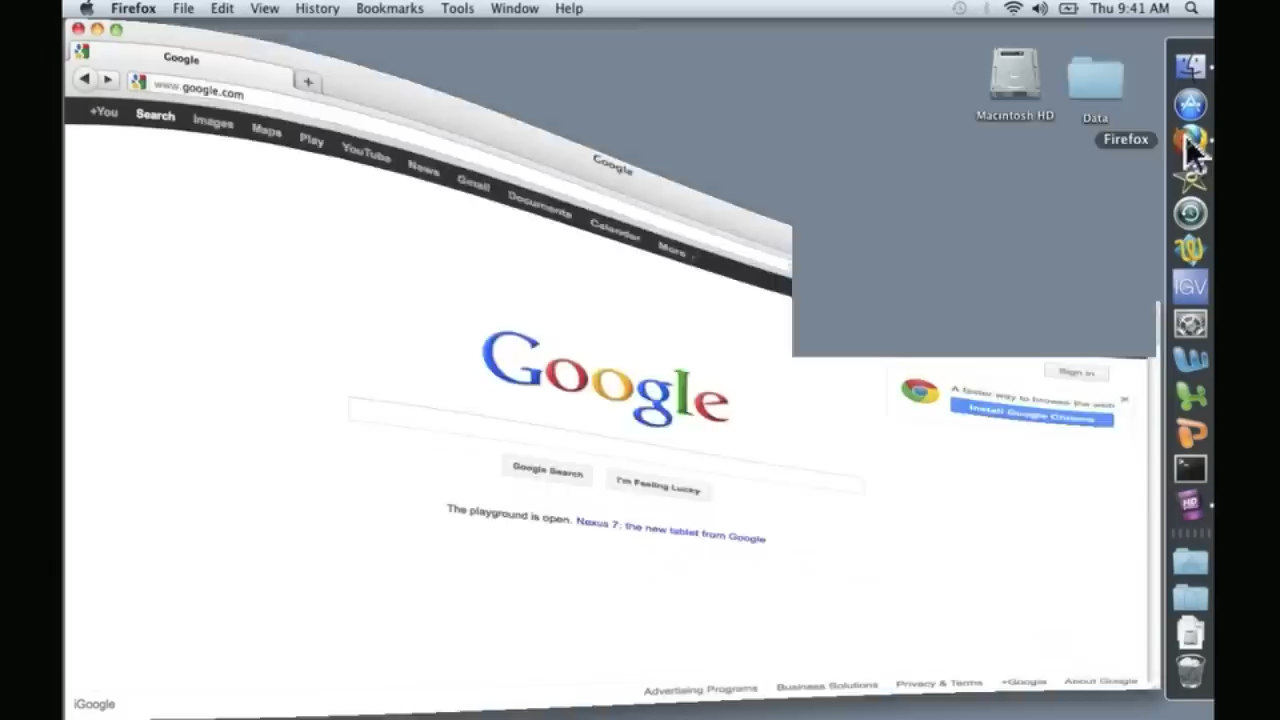 Firefox File Edit View History Bookmarks Tools Window Help Thu 9:41 AM
Google
www.google.com
+You Search Images Maps Play YouTube News Gmail Documents Calendar More
Google
Macintosh HD
Data
Firefox
IGV
Sign in
A faster way to browse the web
Install Google Chrome
Google
Google Search
I'm Feeling Lucky
The playground is open. Nexus 7: the new tablet from Google
HD
iGoogle
Advertising Programs Business Solutions Privacy & Terms +Google About Google